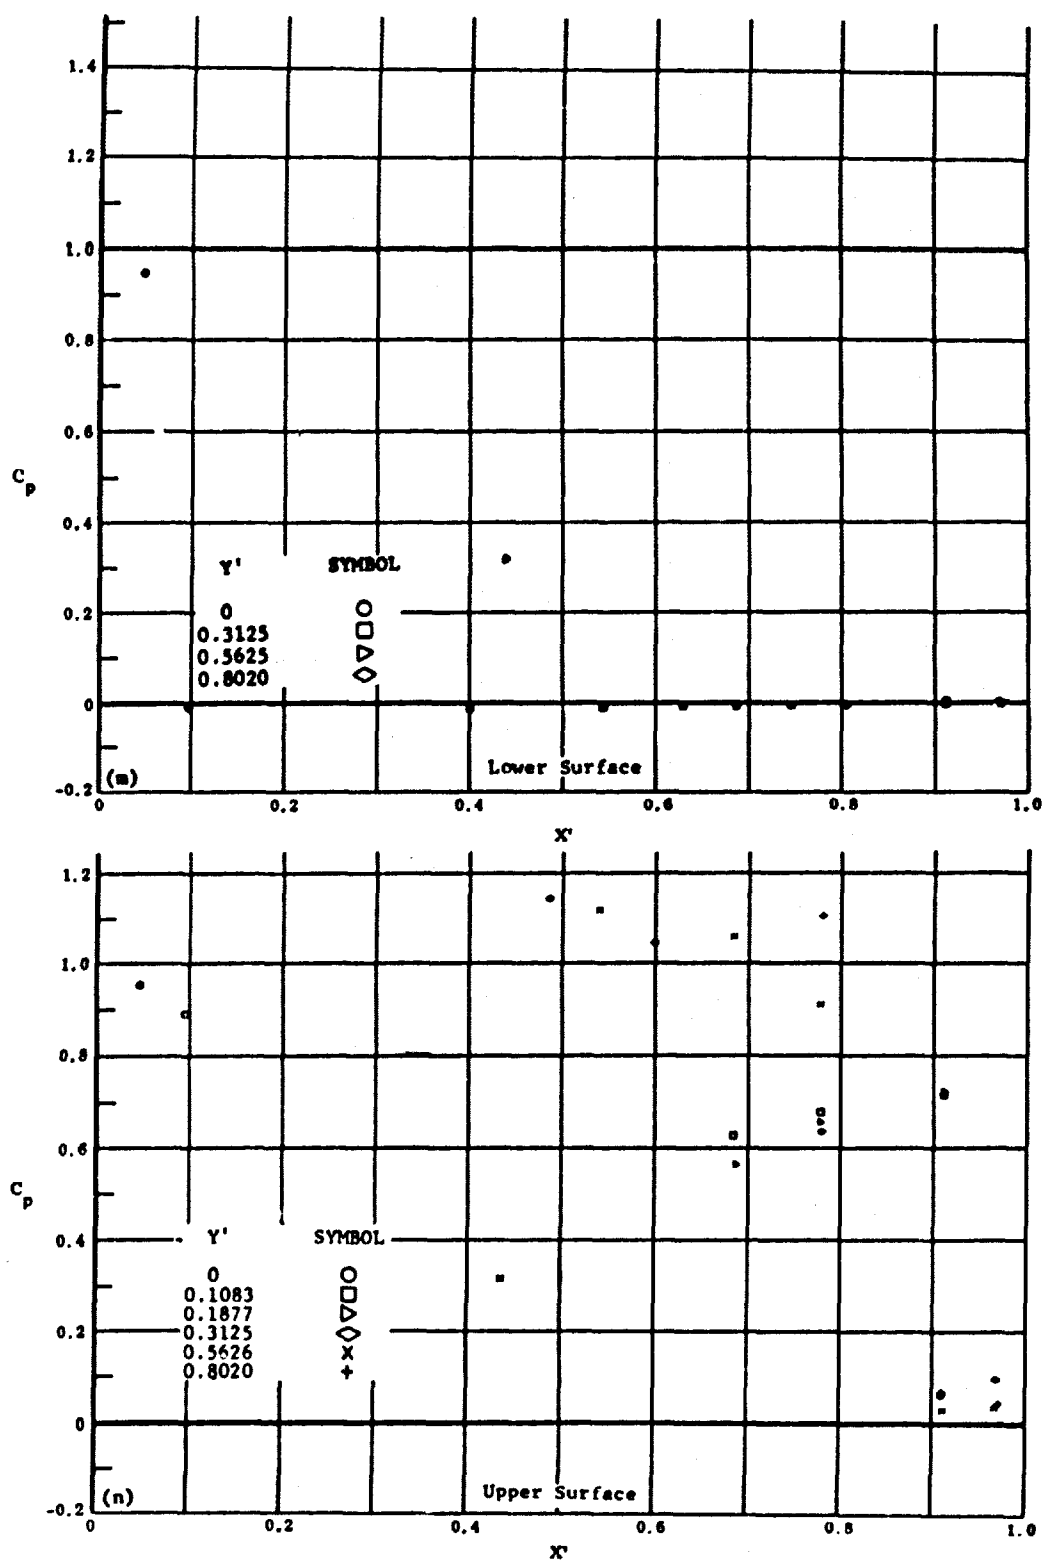 1.4
1.2
1.0
0.8
0.6
C_p
0.4
Y' SYMBOL
0 ○
0.2
0.3125 □
0.5625 ▷
0.8020 ◇
0
Lower Surface
(m)
-0.2
0 0.2 0.4 0.6 0.8 1.0
X'
1.2
1.0
0.8
0.6
C_p
0.4
Y' SYMBOL
0 ○
0.1083 □
0.1877 ▷
0.2
0.3125 ◇
0.5626 x
0.8020 +
0
Upper Surface
(n)
-0.2
0 0.2 0.4 0.6 0.8 1.0
X'